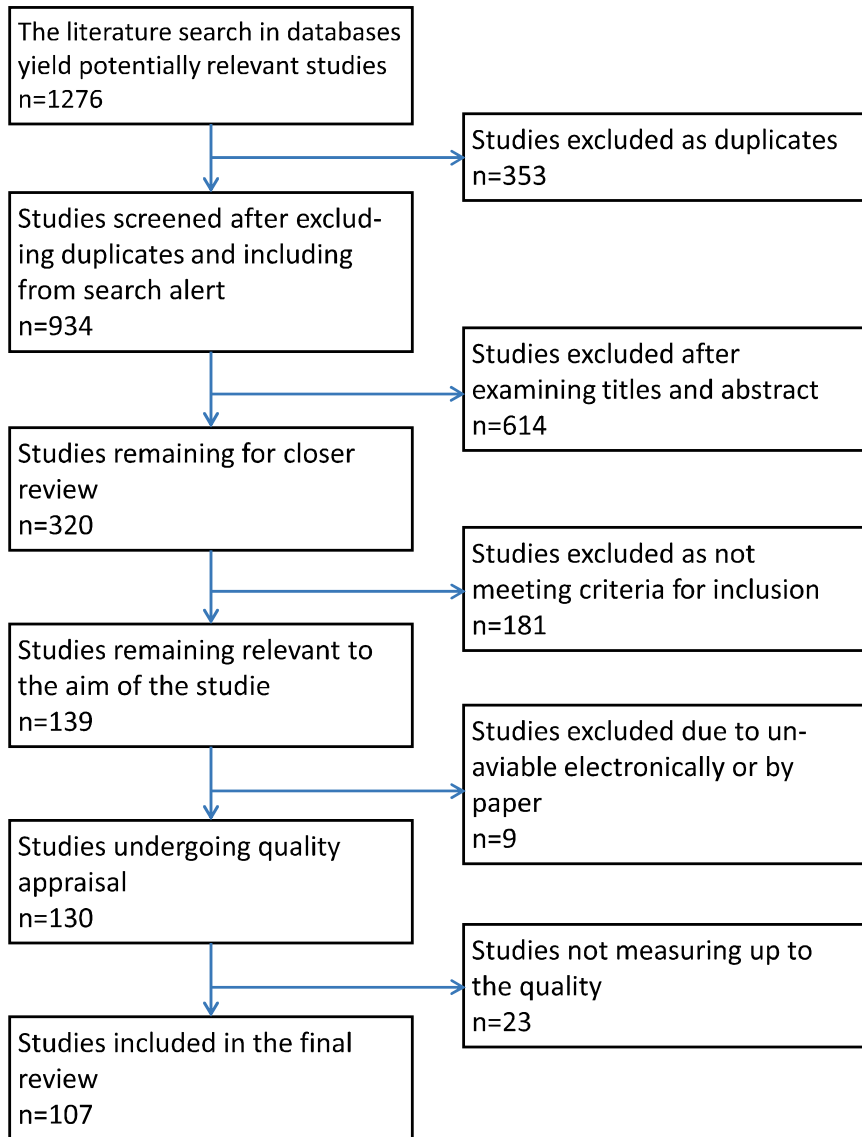 The literature search in databases
yield potentially relevant studies
n=1276
Studies excluded as duplicates
n=353
Studies screened after exclud-
ing duplicates and including
from search alert
n=934
Studies excluded after
examining titles and abstract
n=614
Studies remaining for closer
review
n=320
Studies excluded as not
meeting criteria for inclusion
n=181
Studies remaining relevant to
the aim of the studie
n=139
Studies excluded due to un-
aviable electronically or by
paper
n=9
Studies undergoing quality
appraisal
n=130
Studies not measuring up to
the quality
n=23
Studies included in the final
review
n=107